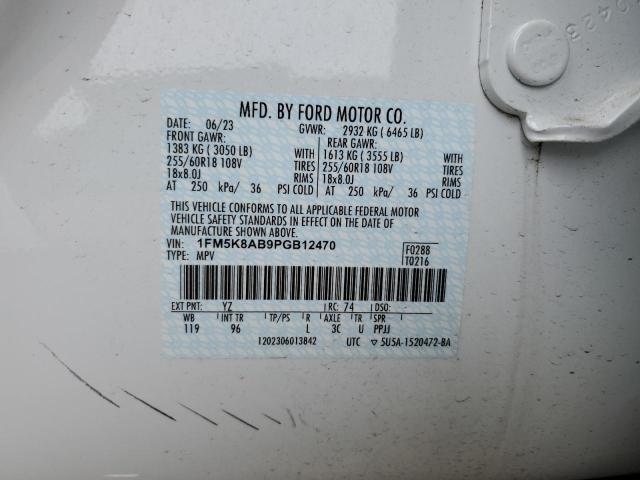 MFD. BY FORD MOTOR CO.
DATE: 06/23 GVWR: 2932 KG ( 6465 LB)
FRONT GAWR: REAR GAWR:
1383 KG ( 3050 LB) WITH 1613 KG ( 3555 LB) WITH
255/60R18 108V TIRES 255/60R18 108V TIRES
18x8.0J RIMS 18x8.0J RIMS
AT 250 kPa/ 36 PSI COLD AT 250 kPa/ 36 PSI COLD
THIS VEHICLE CONFORMS TO ALL APPLICABLE FEDERAL MOTOR
VEHICLE SAFETY STANDARDS IN EFFECT ON THE DATE OF
MANUFACTURE SHOWN ABOVE.
VIN: 1FM5K8AB9PGB12470 F0288
TYPE: MPV T0216
EXT PNT: YZ RC: 74 DSO:
WB INT TR TP/PS R AXLE TR SPR
119 96 L 3C U PPJJ
1202306013842 UTC 5U5A-1520472-BA